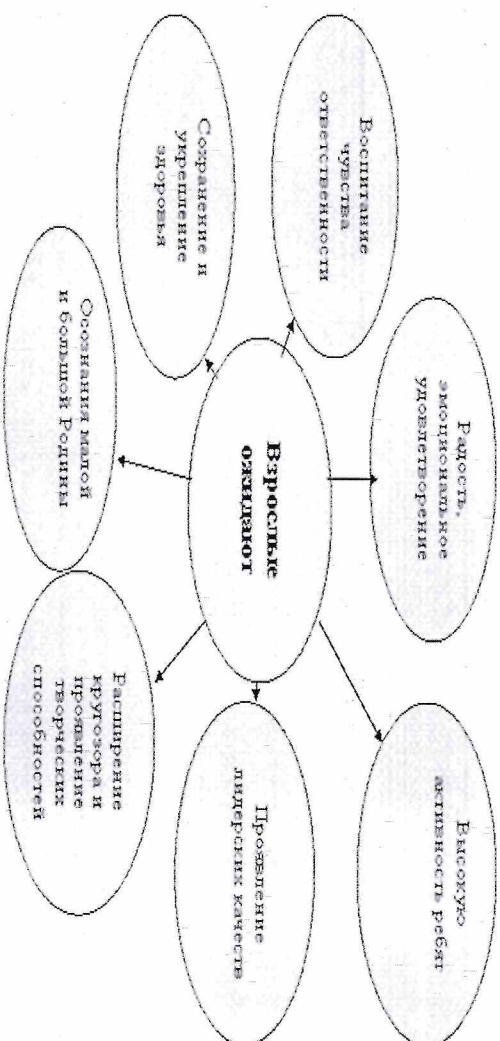 Воспитание
чувства
ответственности
Радость,
эмоциональное
удовлетворение
Высокую
активность ребят
Сохранение и
укрепление
здоровья
Взрослые
ожидают
Проявление
лидерских качеств
Осознания малой
и большой Родины
Расширение
кругозора и
проявление
творческих
способностей